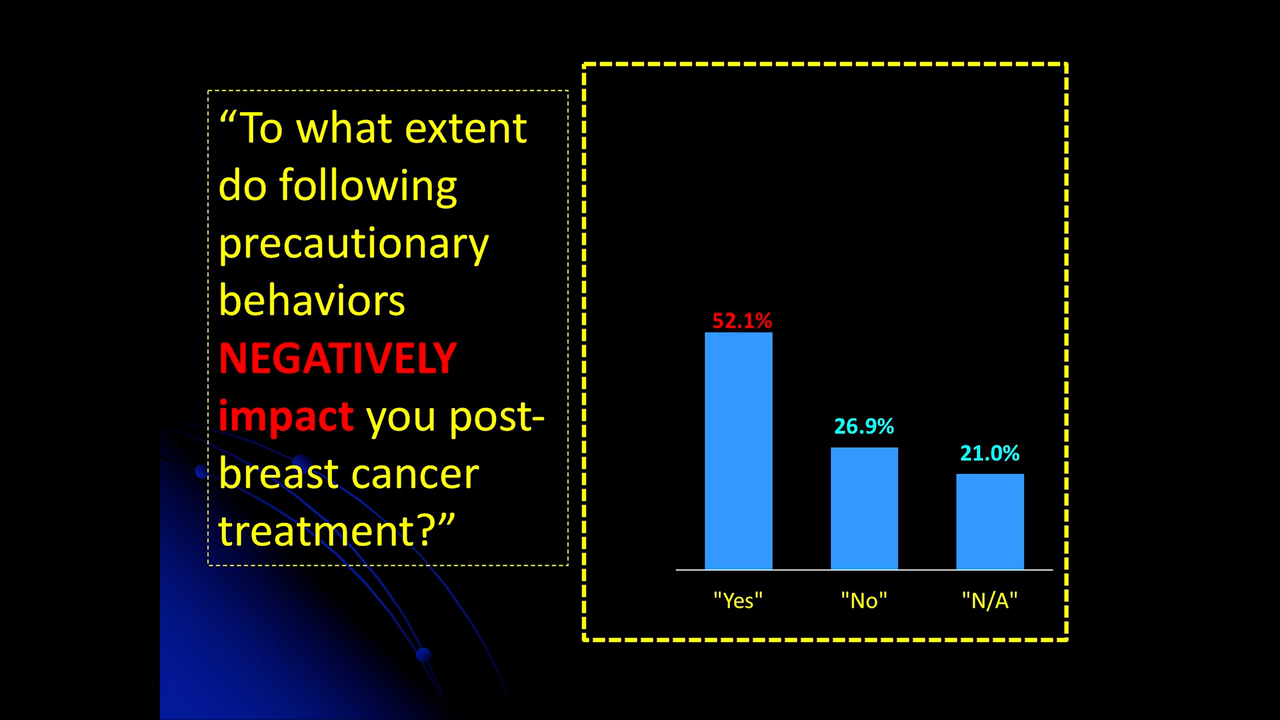 “To what extent
do following
precautionary
behaviors
NEGATIVELY
impact you post-
breast cancer
treatment?”
52.1%
26.9%
21.0%
"Yes"
"No"
"N/A"